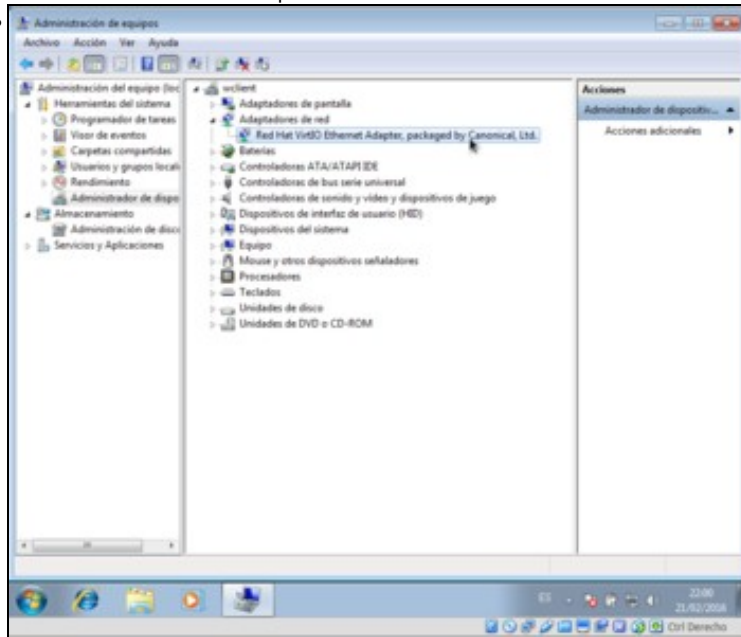 Administración de equipos
Archivo Acción Ver Ayuda
Administración del equipo (loc
Herramientas del sistema
Programador de tareas
Visor de eventos
Carpetas compartidas
Usuarios y grupos locale
Rendimiento
Administrador de dispo
Almacenamiento
Administración de disco
Servicios y Aplicaciones
wclient
Adaptadores de pantalla
Adaptadores de red
Red Hat VirtIO Ethernet Adapter, packaged by Canonical, Ltd.
Baterías
Controladoras ATA/ATAPI IDE
Controladoras de bus serie universal
Controladoras de sonido y vídeo y dispositivos de juego
Dispositivos de interfaz de usuario (HID)
Dispositivos del sistema
Equipo
Mouse y otros dispositivos señaladores
Procesadores
Teclados
Unidades de disco
Unidades de DVD o CD-ROM
Acciones
Administrador de dispositiv...
Acciones adicionales
ES
22:00
21/02/2016
Ctrl Derecho